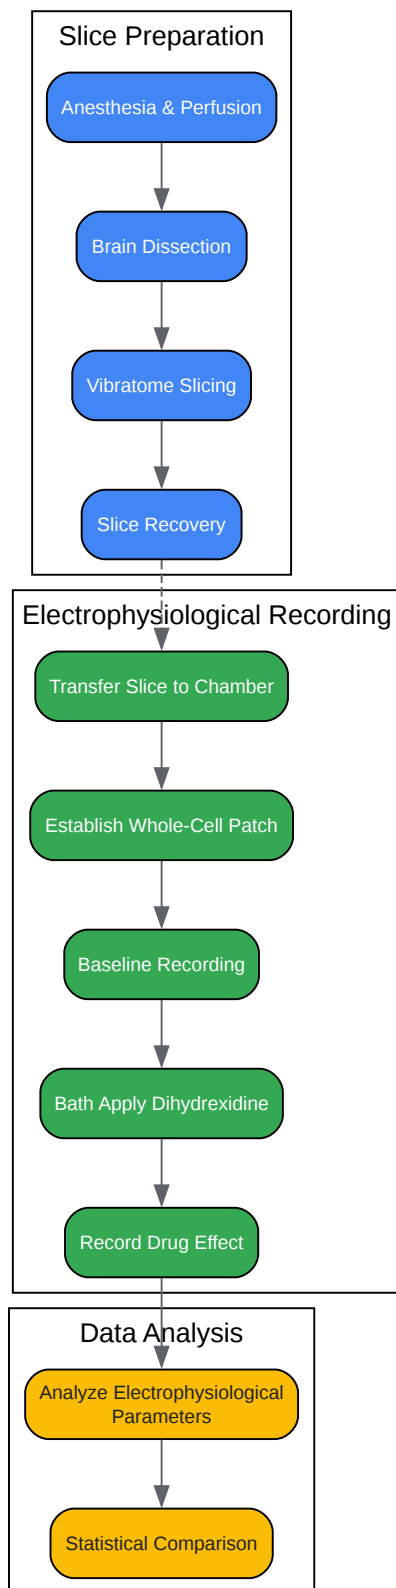 Slice Preparation
Anesthesia & Perfusion
Brain Dissection
Vibratome Slicing
Slice Recovery
Electrophysiological Recording
Transfer Slice to Chamber
Establish Whole-Cell Patch
Baseline Recording
Bath Apply Dihydrexidine
Record Drug Effect
Data Analysis
Analyze Electrophysiological
Parameters
Statistical Comparison